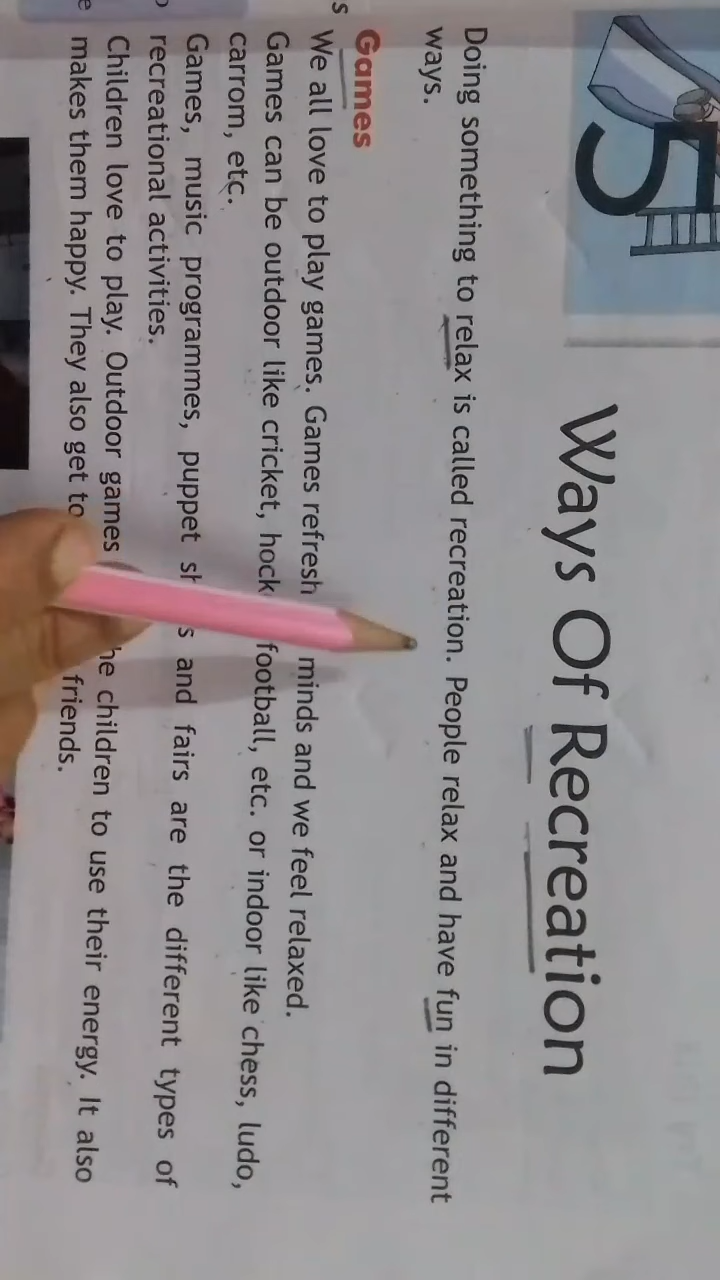 5
Ways Of Recreation
Doing something to relax is called recreation. People relax and have fun in different
ways.
Games
We all love to play games. Games refresh minds and we feel relaxed.
Games can be outdoor like cricket, football, etc. or indoor like chess, ludo,
carrom, etc.
Games, music programmes, puppet and fairs are the different types of
recreational activities.
Children love to play. Outdoor games children to use their energy. It also
makes them happy. They also get to friends.